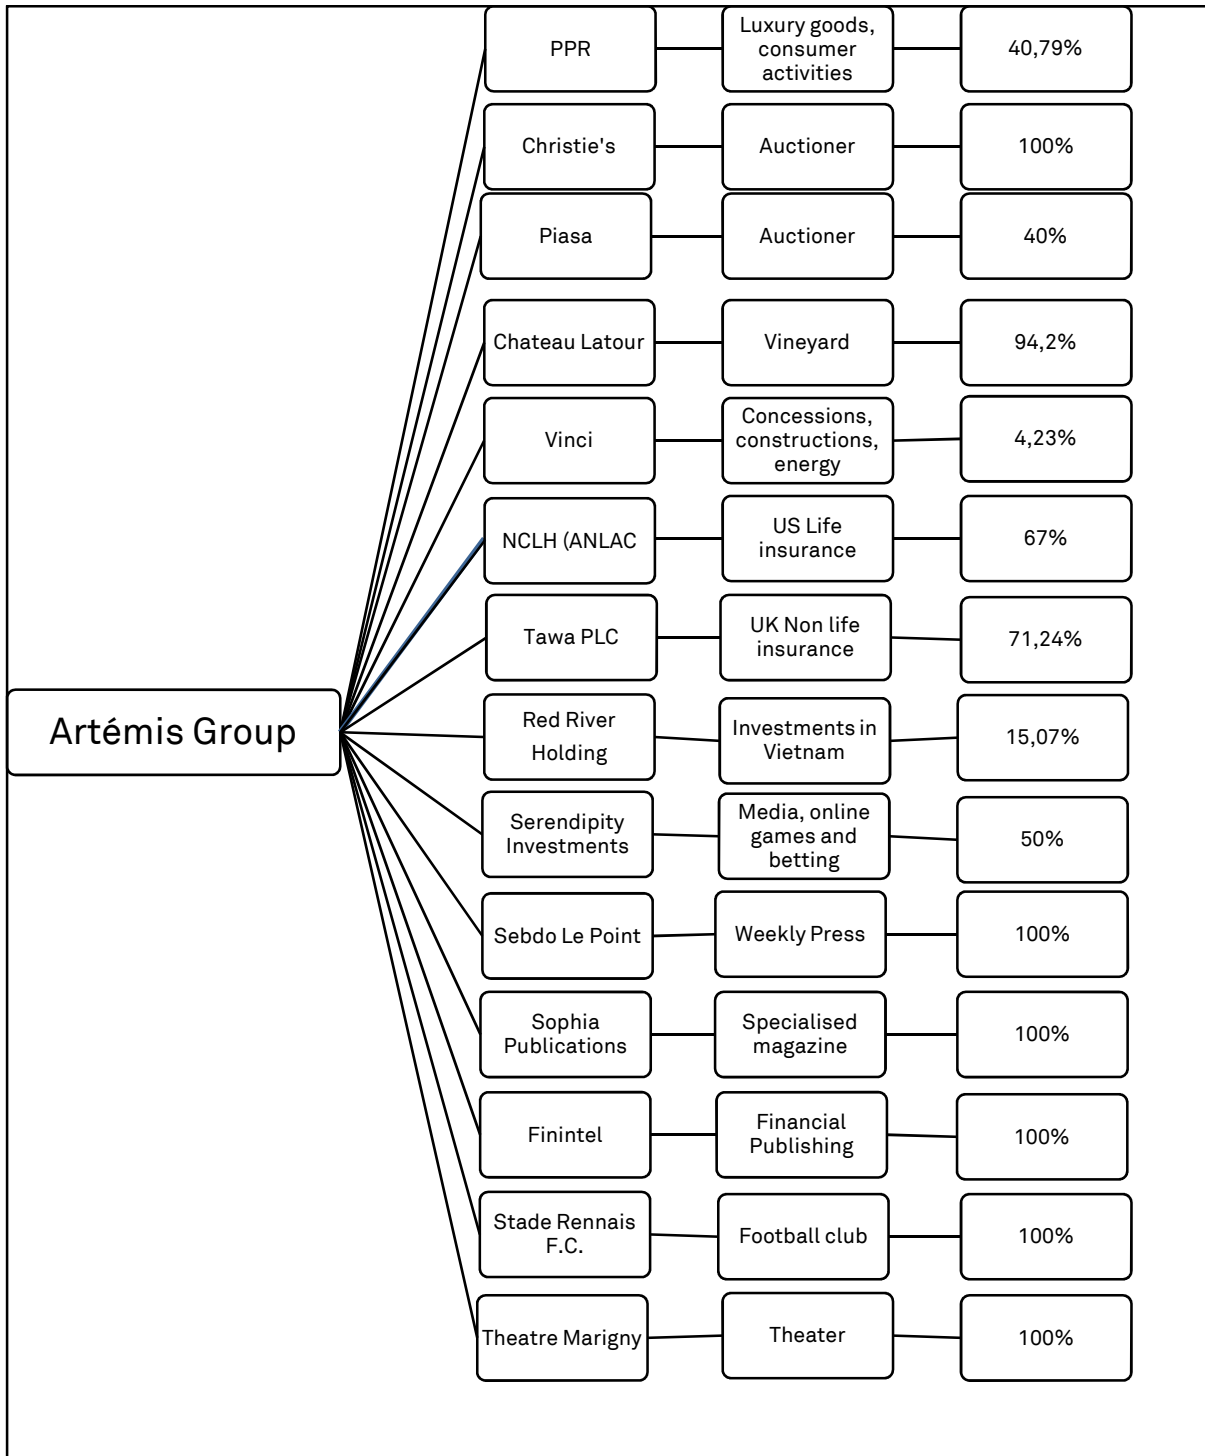 PPR
Luxury goods,
consumer
activities
40,79%
Christie's
Auctioner
100%
Piasa
Auctioner
40%
Chateau Latour
Vineyard
94,2%
Vinci
Concessions,
constructions,
energy
4,23%
NCLH (ANLAC
US Life
insurance
67%
Tawa PLC
UK Non life
insurance
71,24%
Artémis Group
Red River
Holding
Investments in
Vietnam
15,07%
Serendipity
Investments
Media, online
games and
betting
50%
Sebdo Le Point
Weekly Press
100%
Sophia
Publications
Specialised
magazine
100%
Finintel
Financial
Publishing
100%
Stade Rennais
F.C.
Football club
100%
Theatre Marigny
Theater
100%